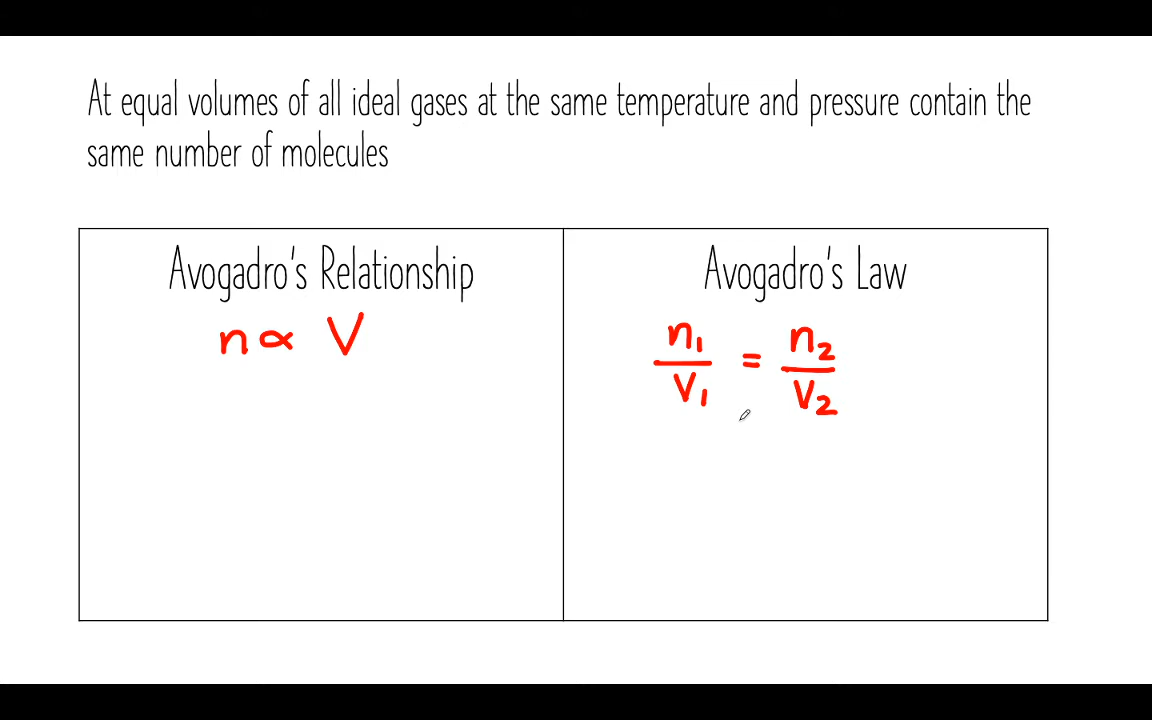 At equal volumes of all ideal gases at the same temperature and pressure contain the
same number of molecules
Avogadro's Relationship
n ∝ V
Avogadro's Law
n₁/V₁ = n₂/V₂